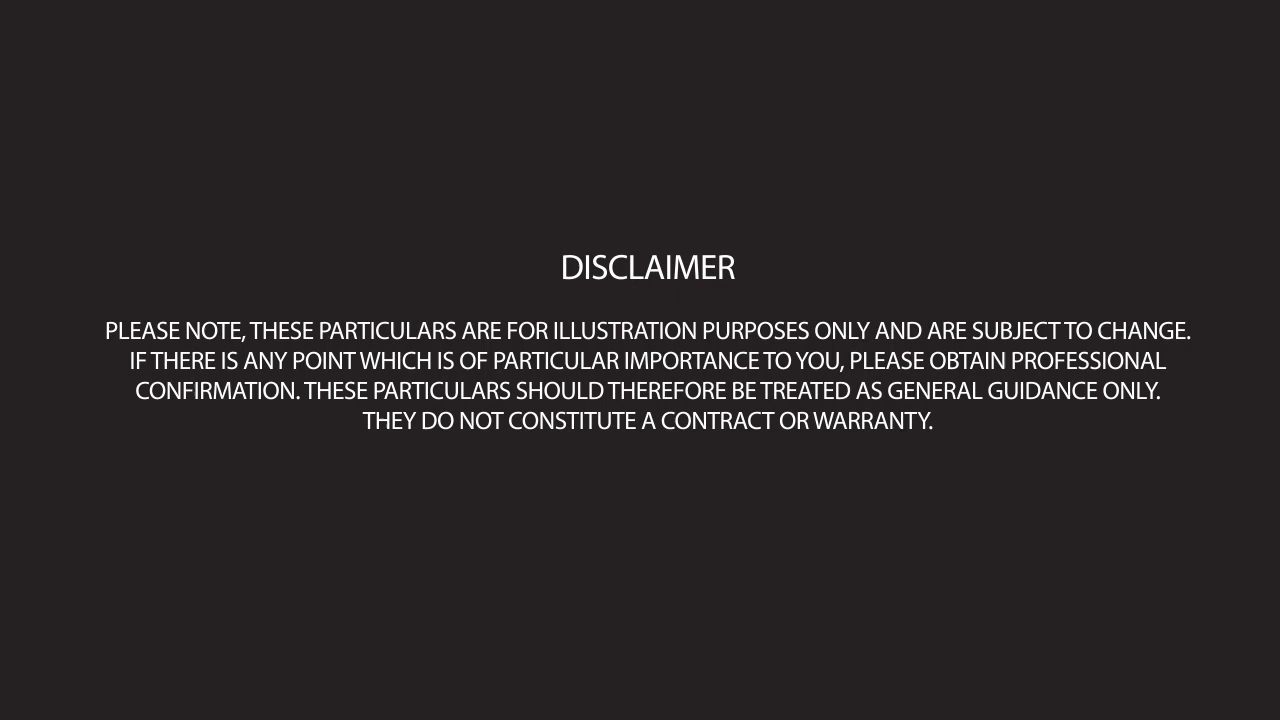 DISCLAIMER
PLEASE NOTE, THESE PARTICULARS ARE FOR ILLUSTRATION PURPOSES ONLY AND ARE SUBJECT TO CHANGE.
IF THERE IS ANY POINT WHICH IS OF PARTICULAR IMPORTANCE TO YOU, PLEASE OBTAIN PROFESSIONAL
CONFIRMATION. THESE PARTICULARS SHOULD THEREFORE BE TREATED AS GENERAL GUIDANCE ONLY.
THEY DO NOT CONSTITUTE A CONTRACT OR WARRANTY.